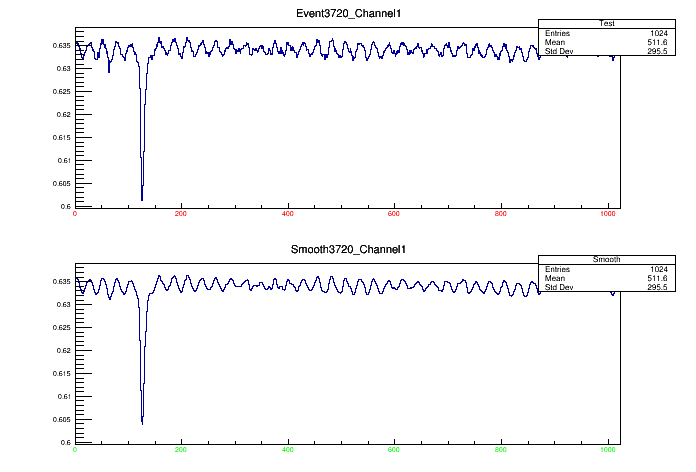 Event3720_Channel1
Test
Entries 1024
Mean 511.6
Std Dev 295.5
0.635
0.63
0.625
0.62
0.615
0.61
0.605
0.6
0 200 400 600 800 1000
Smooth3720_Channel1
Smooth
Entries 1024
Mean 511.6
Std Dev 295.5
0.635
0.63
0.625
0.62
0.615
0.61
0.605
0.6
0 200 400 600 800 1000